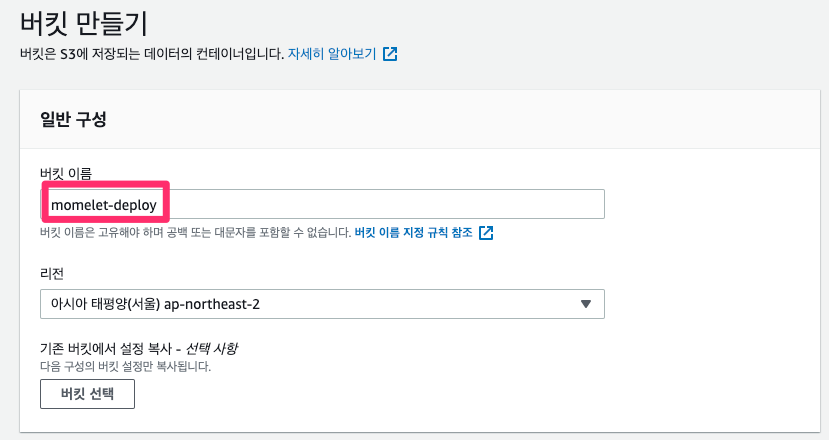 버킷 만들기
버킷은 S3에 저장되는 데이터의 컨테이너입니다. 자세히 알아보기
일반 구성
버킷 이름
momelet-deploy
버킷 이름은 고유해야 하며 공백 또는 대문자를 포함할 수 없습니다. 버킷 이름 지정 규칙 참조
리전
아시아 태평양(서울) ap-northeast-2
기존 버킷에서 설정 복사 - 선택 사항
다음 구성의 버킷 설정만 복사됩니다.
버킷 선택